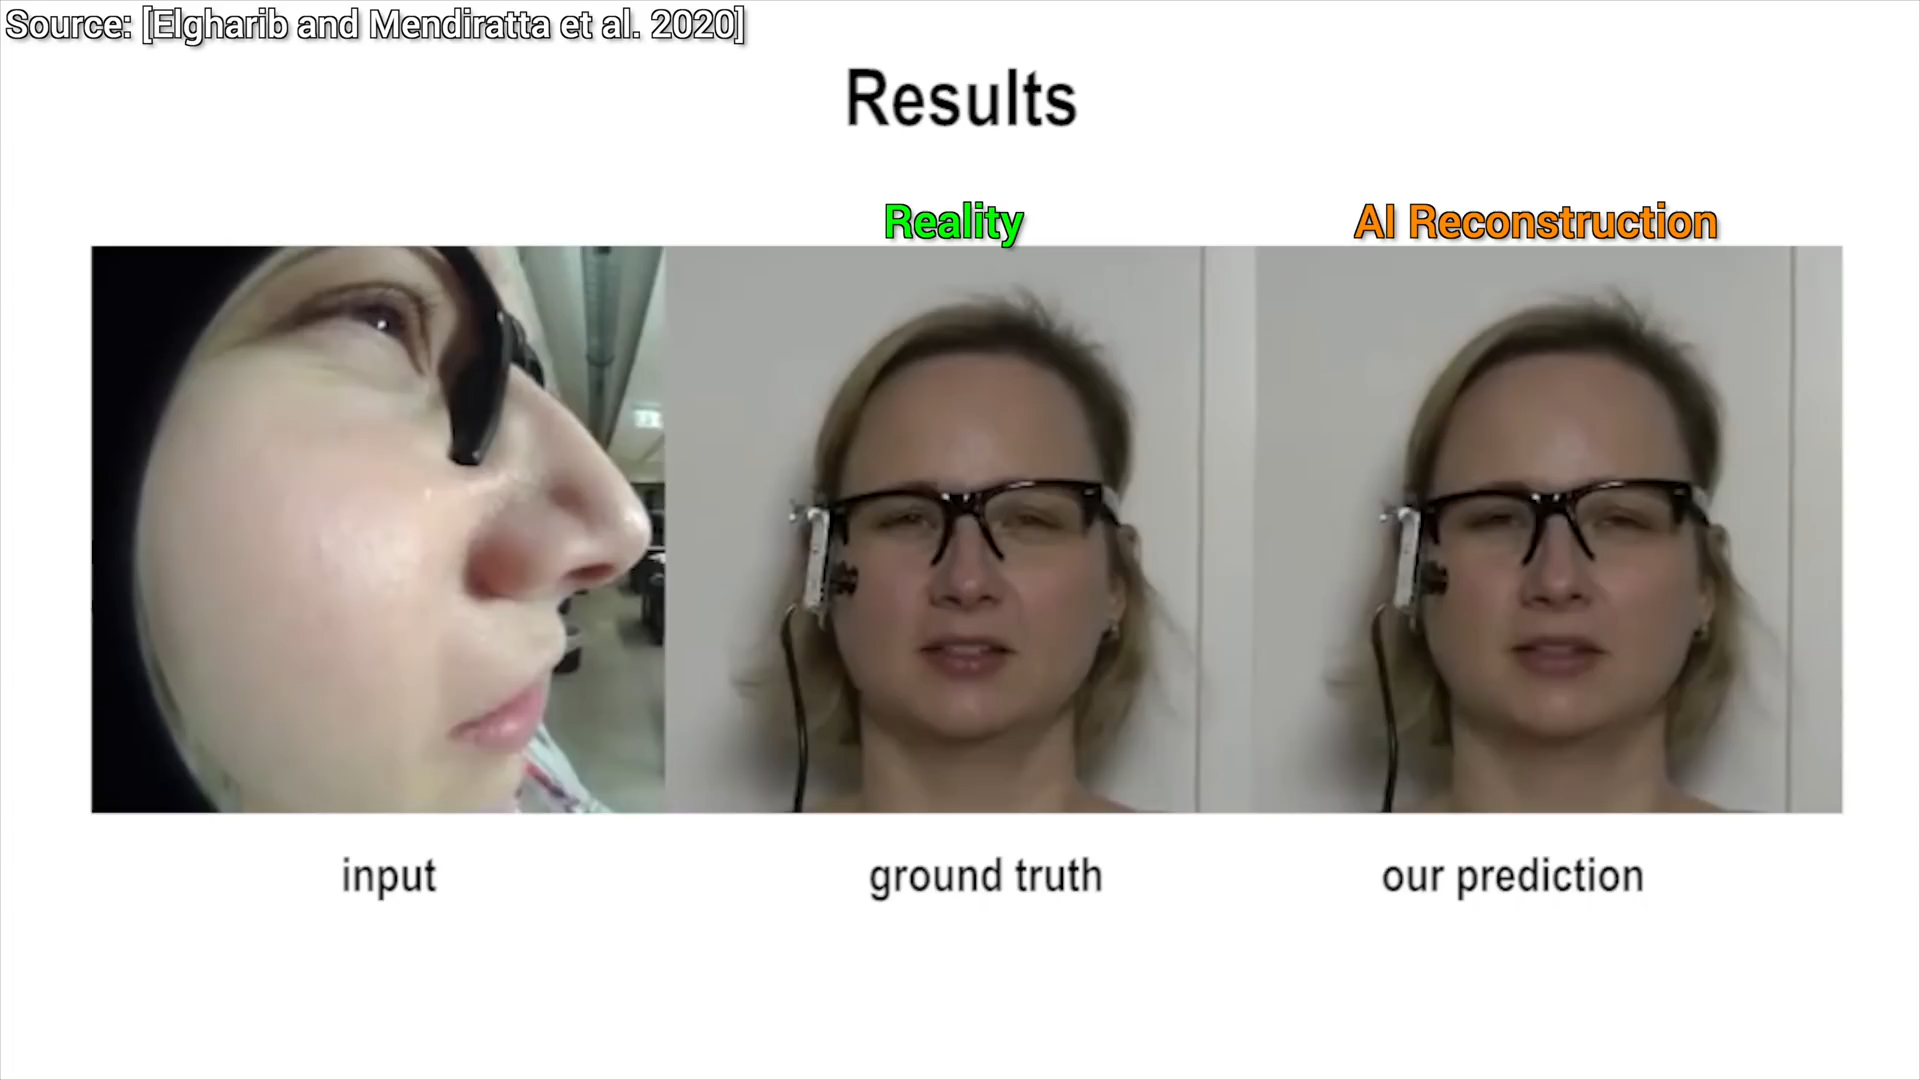 Source: [Elgharib and Mendiratta et al. 2020]
Results
Reality
AI Reconstruction
input
ground truth
our prediction